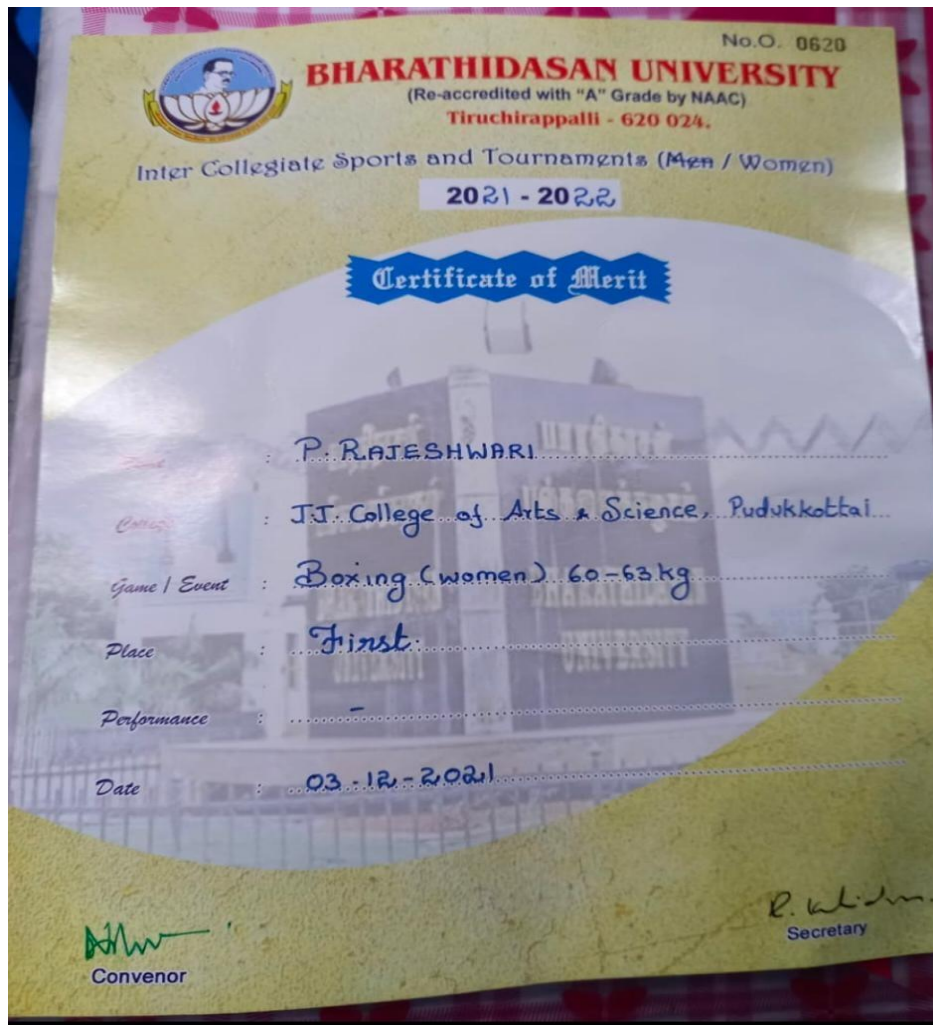 No.O. 0620
BHARATHIDASAN UNIVERSITY
(Re-accredited with "A" Grade by NAAC)
Tiruchirappalli - 620 024.
Inter Collegiate Sports and Tournaments (Men / Women)
2021 - 2022
Certificate of Merit
: P. RAJESHWARI
College : J.J. College of Arts & Science, Pudukkottai
Game / Event : Boxing (women) 60-63 kg
Place : First
Performance : -
Date : 03-12-2021
Convenor
Secretary